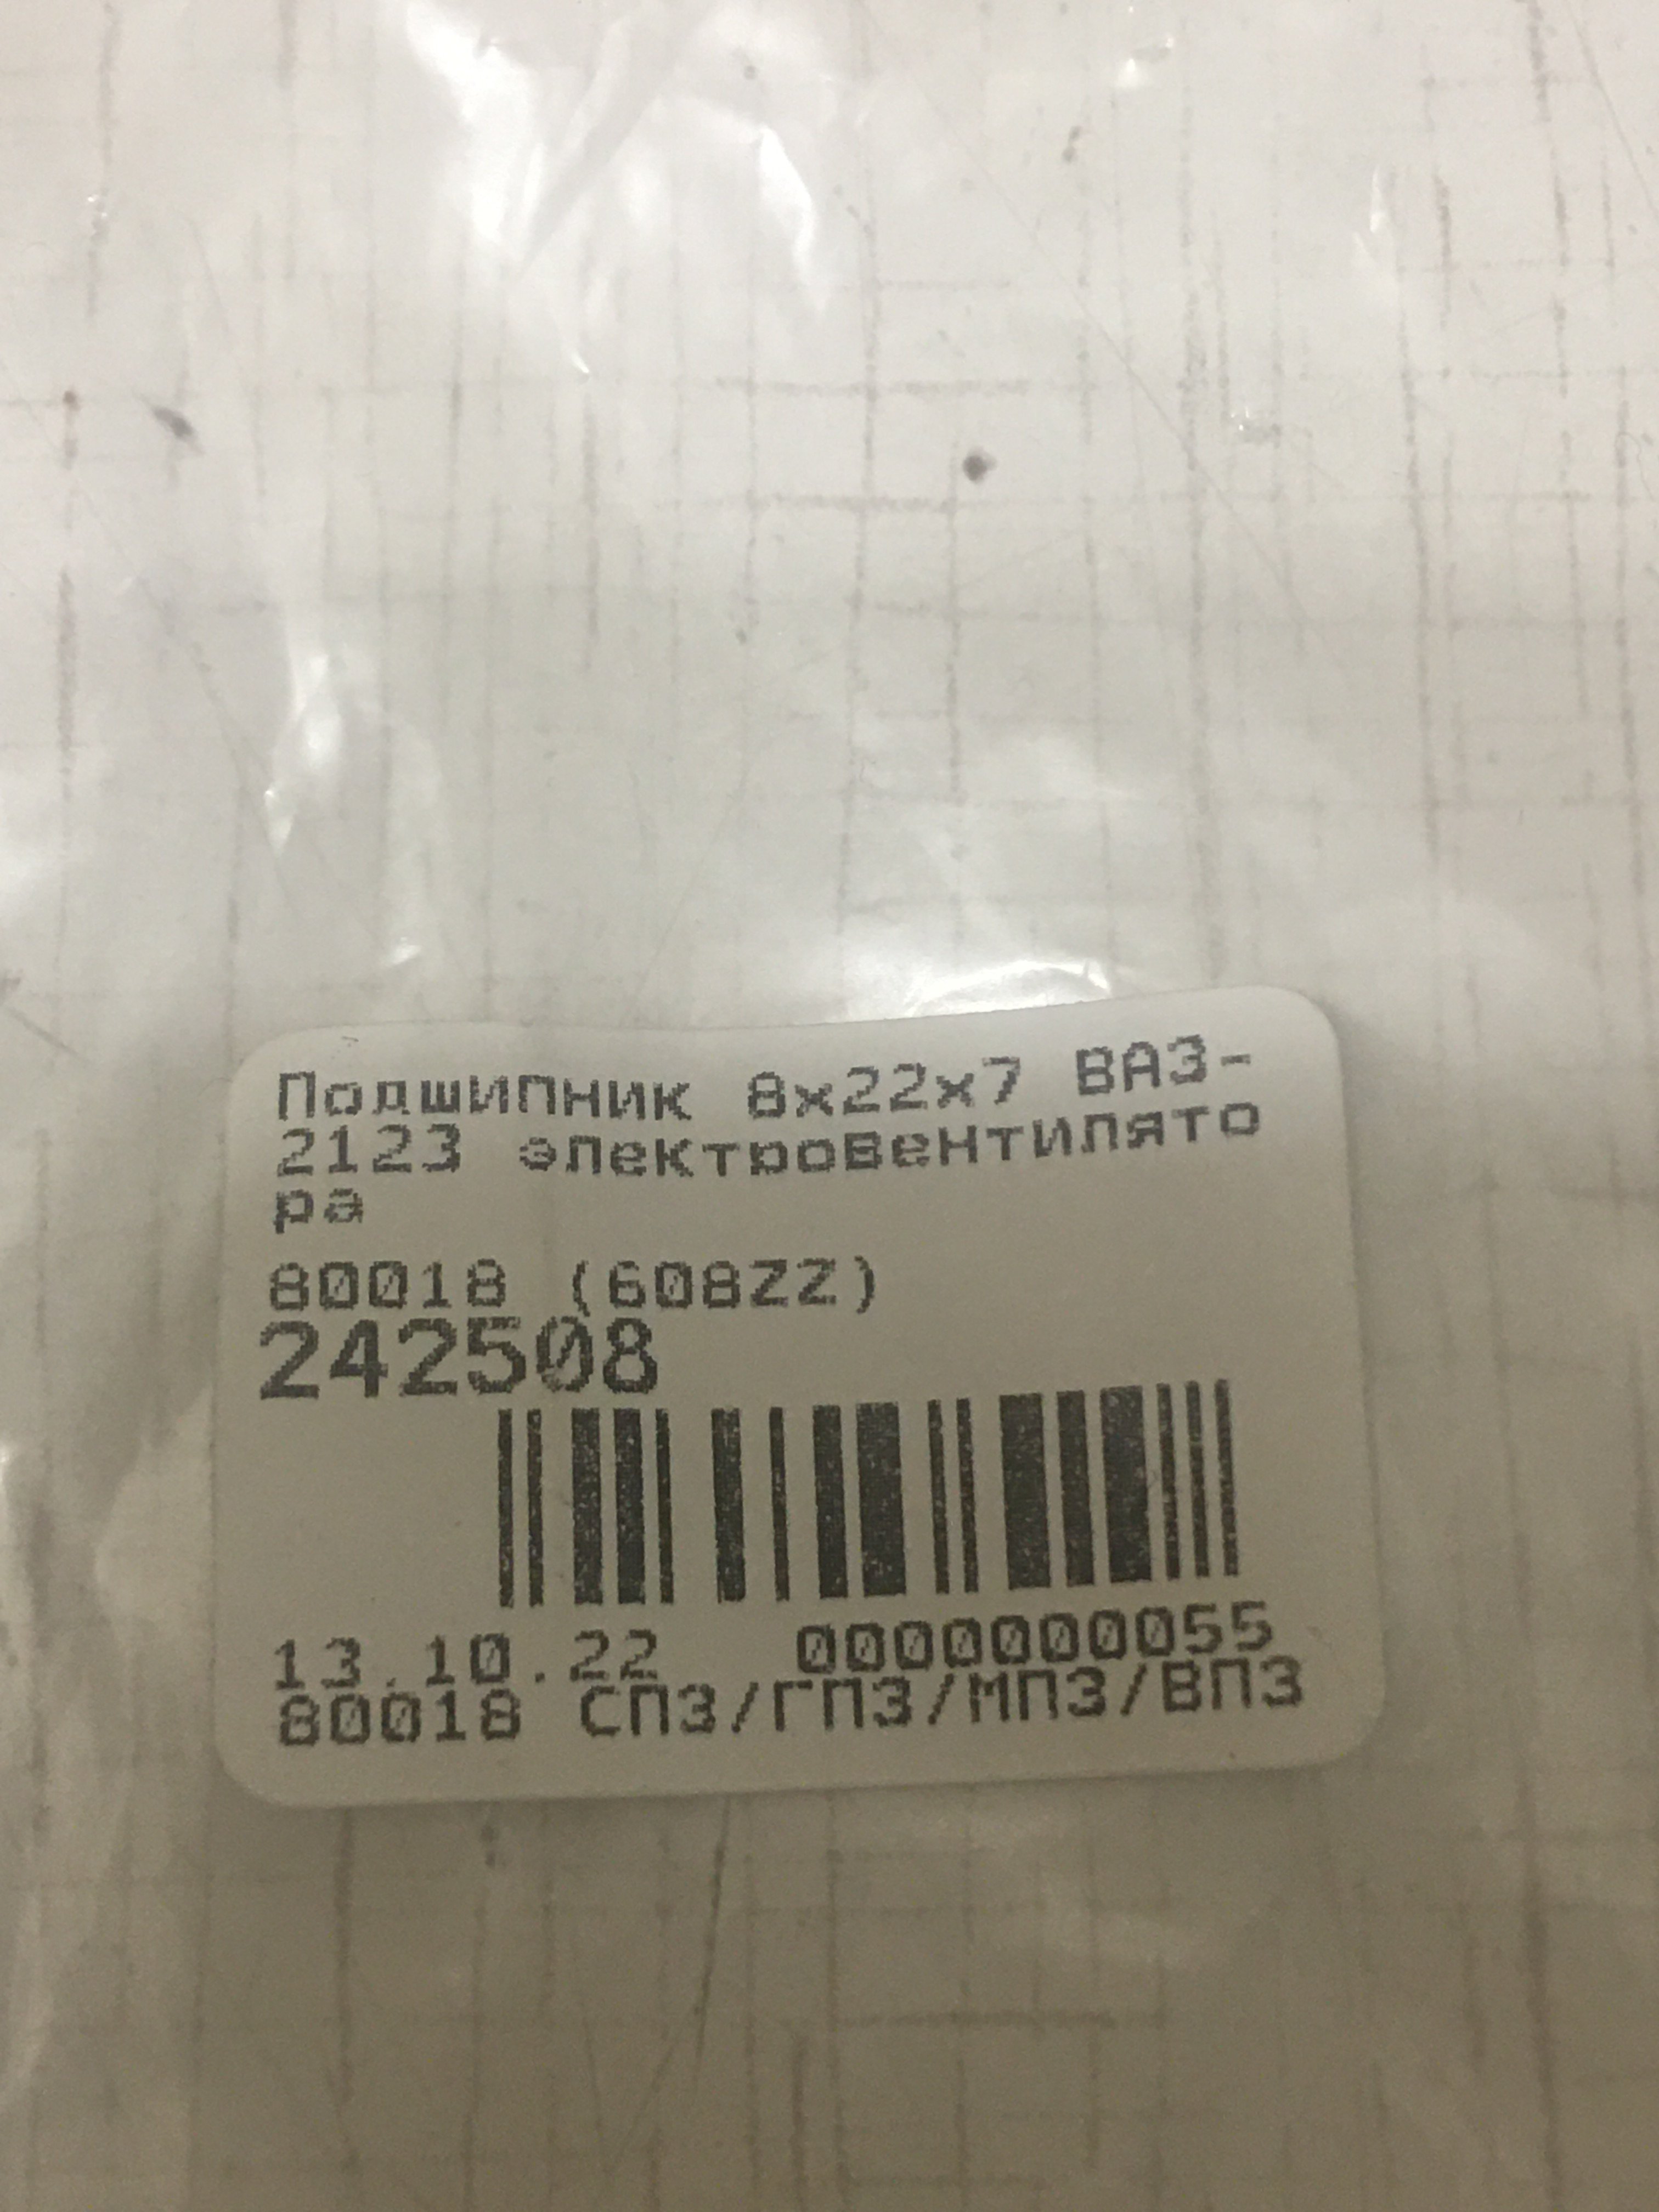 Подшипник 8х22х7 ВАЗ-
2123 электровентилято
ра
80018 (608ZZ)
242508
13.10.22 0000000055
80018 СПЗ/ГПЗ/МПЗ/ВПЗ